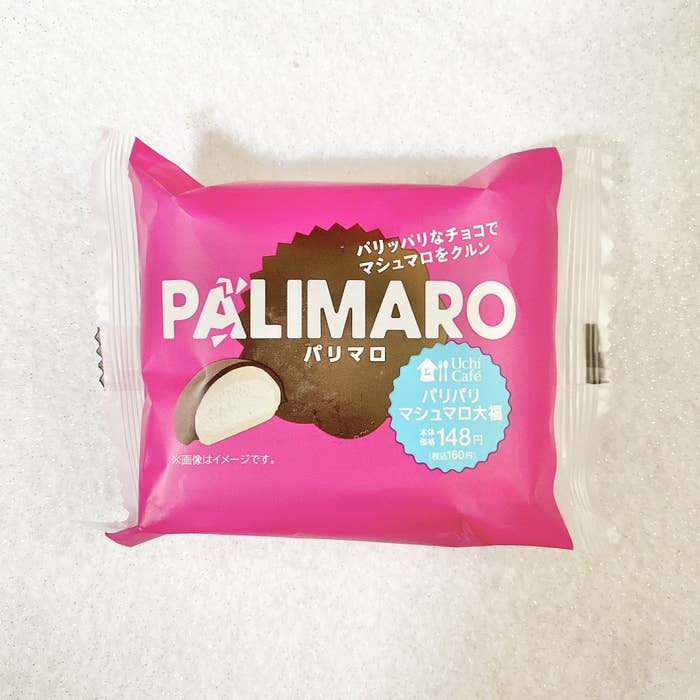 パリッパリなチョコで
マシュマロをクルン
PALIMARO
パリマロ
Uchi
Café
パリパリ
マシュマロ大福
本体
価格 148円
(税込160円)
※画像はイメージです。